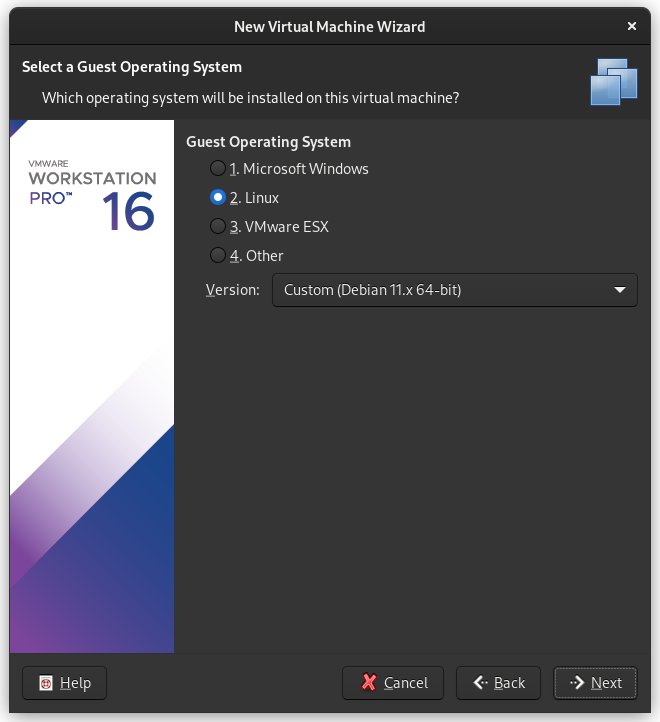 New Virtual Machine Wizard
Select a Guest Operating System
Which operating system will be installed on this virtual machine?
VMWARE
WORKSTATION
PRO™ 16
Guest Operating System
1. Microsoft Windows
2. Linux
3. VMware ESX
4. Other
Version: Custom (Debian 11.x 64-bit)
Help Cancel Back Next